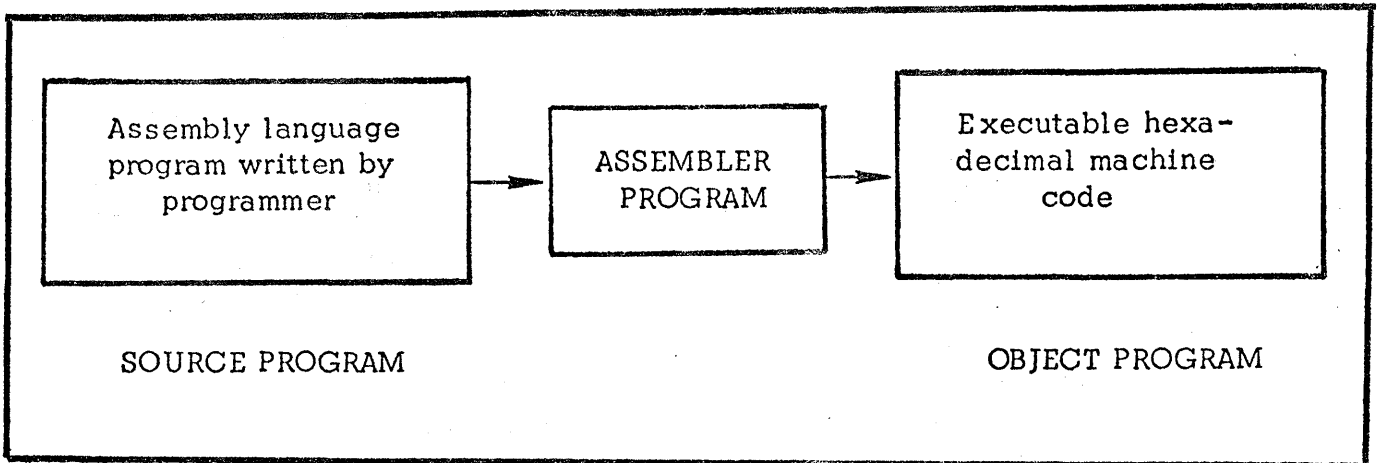 Assembly language
program written by
programmer
ASSEMBLER
PROGRAM
Executable hexa-
decimal machine
code
SOURCE PROGRAM
OBJECT PROGRAM